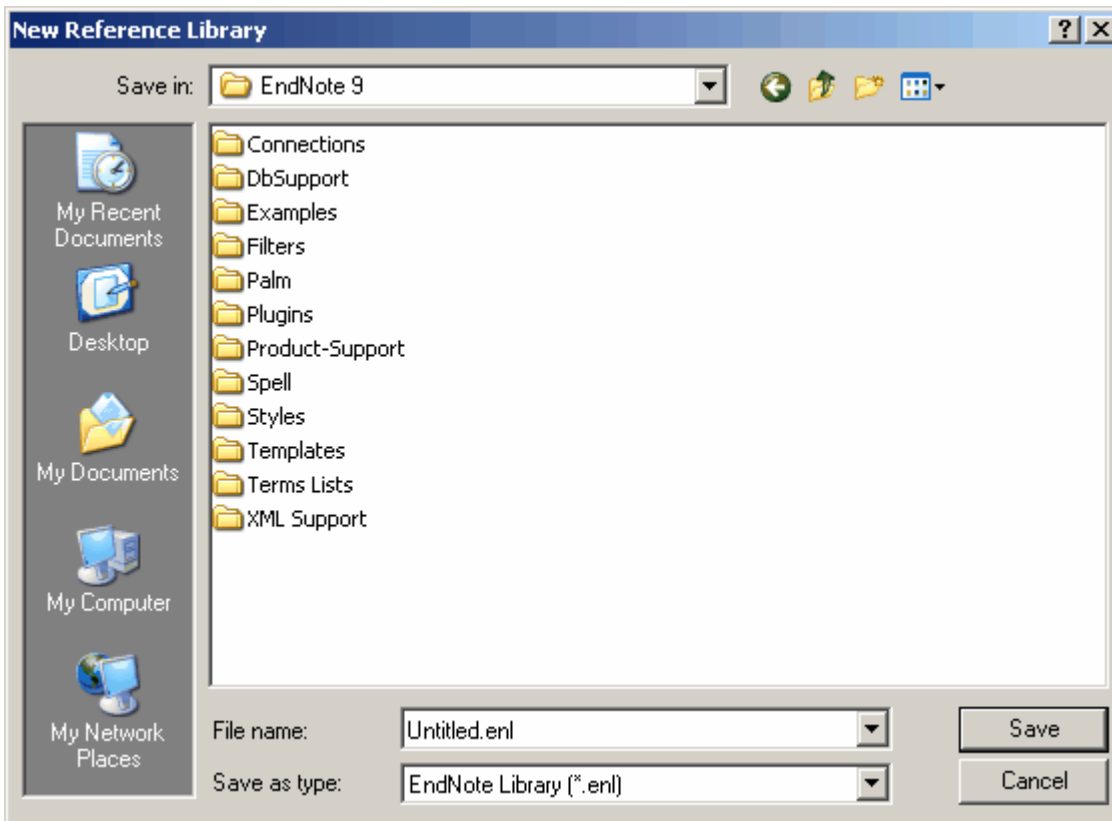 New Reference Library
Save in: EndNote 9
My Recent
Documents
Desktop
My Documents
My Computer
My Network
Places
Connections
DbSupport
Examples
Filters
Palm
Plugins
Product-Support
Spell
Styles
Templates
Terms Lists
XML Support
File name: Untitled.enl Save
Save as type: EndNote Library (*.enl) Cancel